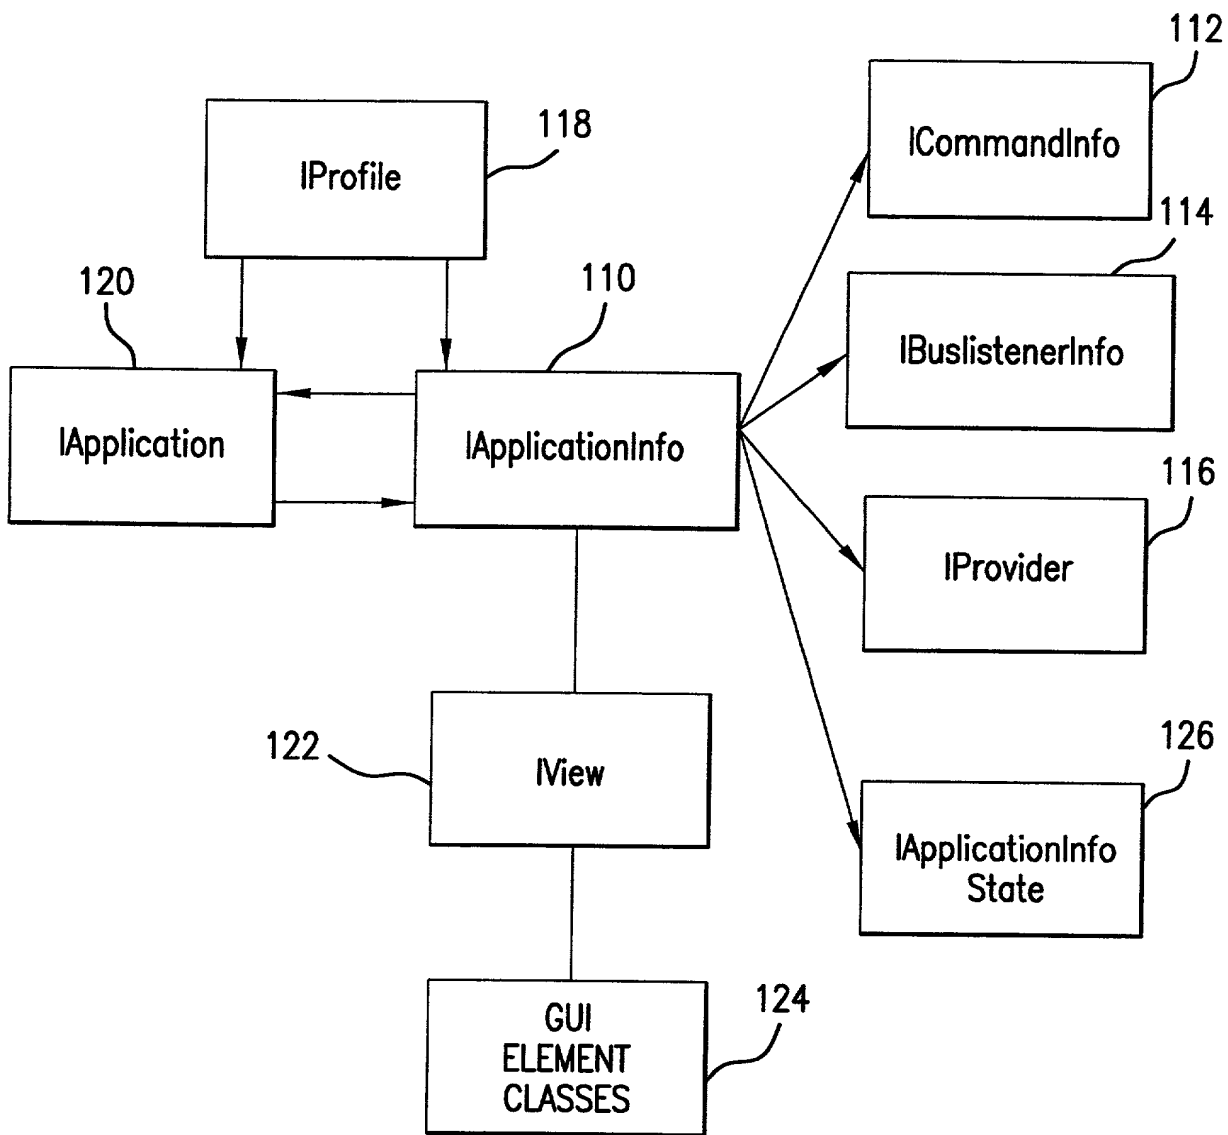 112
ICommandInfo
118
IProfile
114
IBuslistenerInfo
120
110
IApplication
IApplicationInfo
116
IProvider
122
IView
126
IApplicationInfo
State
124
GUI
ELEMENT
CLASSES